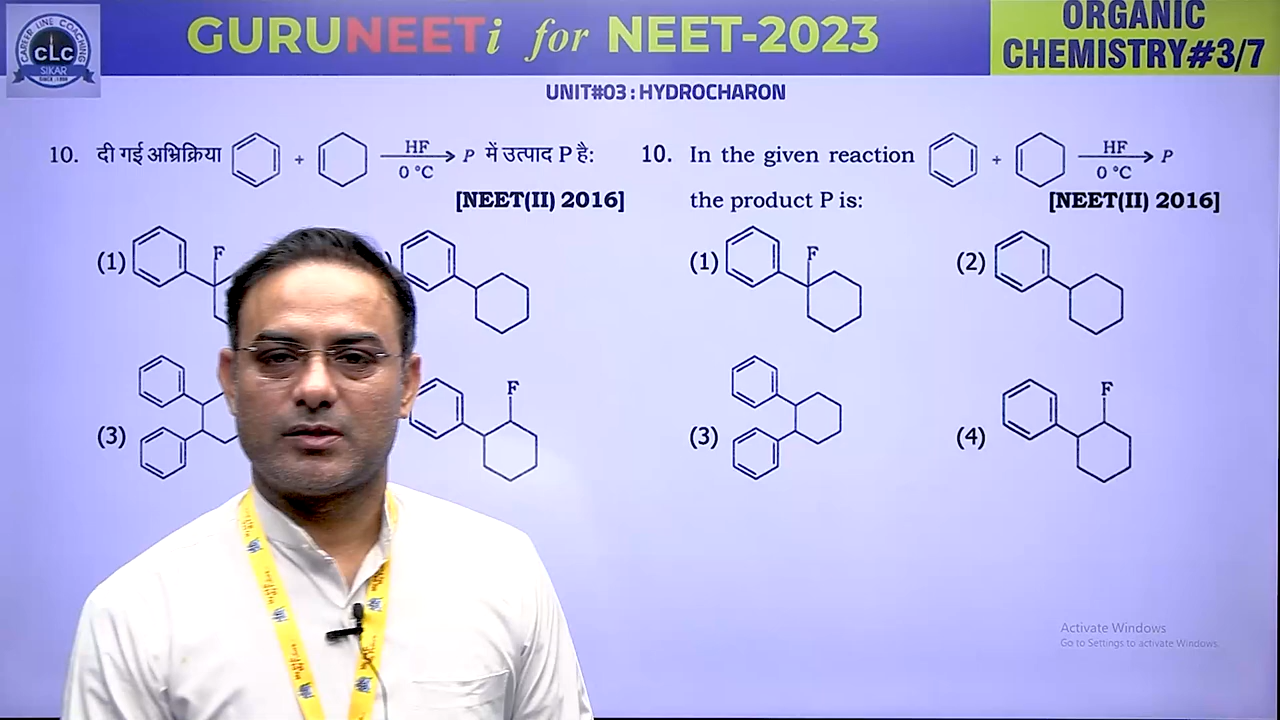 CAREER LINE COACHING
CLC
SIKAR
SINCE : 1996
GURUNEETi for NEET-2023
ORGANIC
CHEMISTRY#3/7
UNIT#03 : HYDROCHARON
10. दी गई अभिक्रिया + HF 0 °C P में उत्पाद P है:
[NEET(II) 2016]
(1) F
)
(3)
F
10. In the given reaction + HF 0 °C P
the product P is:
[NEET(II) 2016]
(1) F
(2)
(3)
(4) F
Activate Windows
Go to Settings to activate Windows.